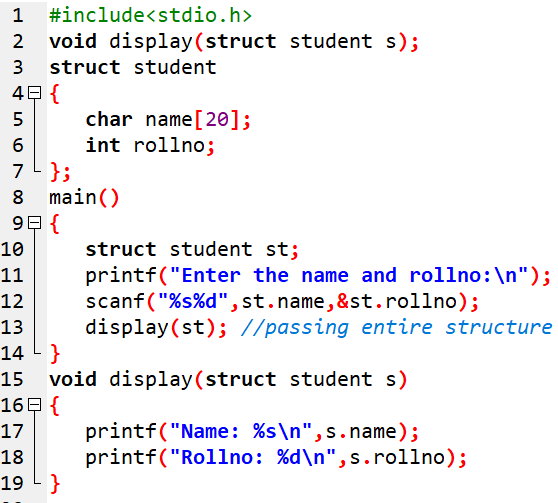 1 #include<stdio.h>
2 void display(struct student s);
3 struct student
4 {
5 char name[20];
6 int rollno;
7 };
8 main()
9 {
10 struct student st;
11 printf("Enter the name and rollno:\n");
12 scanf("%s%d",st.name,&st.rollno);
13 display(st); //passing entire structure
14 }
15 void display(struct student s)
16 {
17 printf("Name: %s\n",s.name);
18 printf("Rollno: %d\n",s.rollno);
19 }